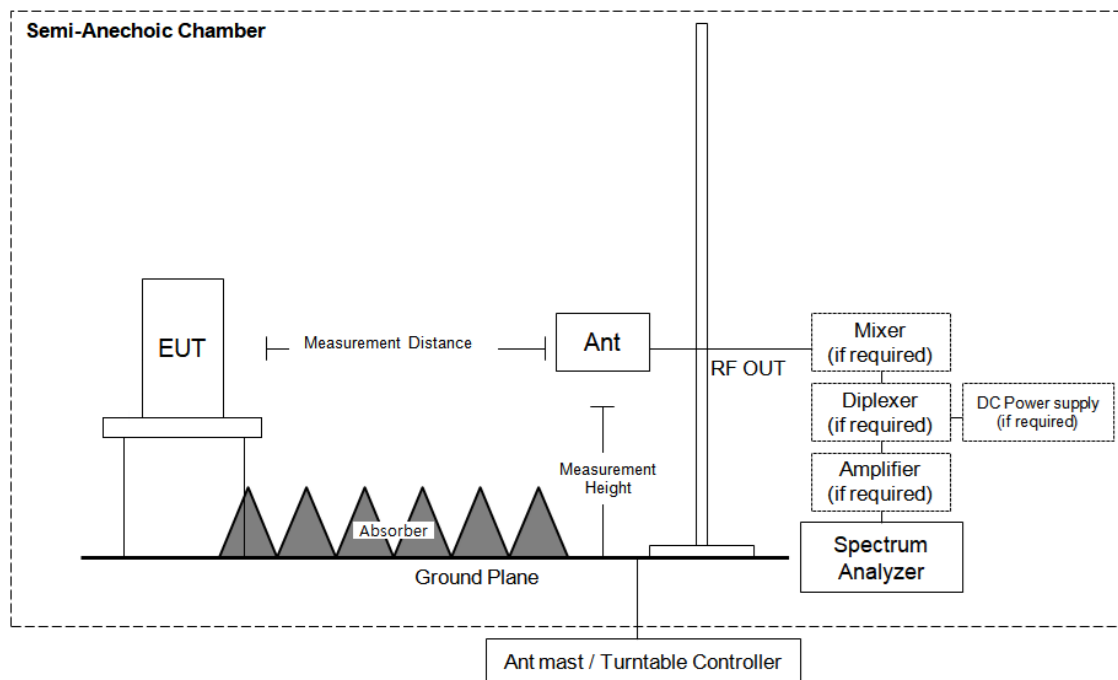 Semi-Anechoic Chamber
EUT
Measurement Distance
Ant
RF OUT
Mixer
(if required)
Diplexer
(if required)
DC Power supply
(if required)
Measurement
Height
Amplifier
(if required)
Absorber
Spectrum
Analyzer
Ground Plane
Ant mast / Turntable Controller